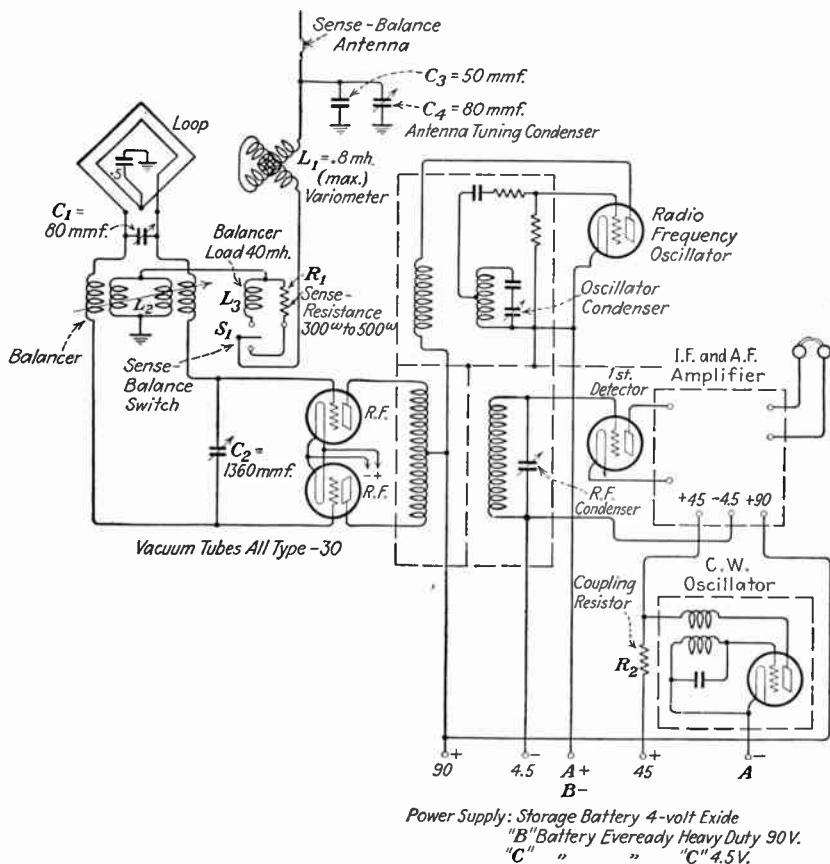 Sense-Balance
Antenna
C3 = 50 mmf.
C4 = 80 mmf.
Antenna Tuning Condenser
Loop
.5
L1 = .8 mh.
(max.)
Variometer
C1 =
80 mmf.
Balancer
Load 40 mh.
R1
Sense-
Resistance
300ω to 500ω
L2
L3
S1
Balancer
Sense-
Balance
Switch
Radio
Frequency
Oscillator
Oscillator
Condenser
I.F. and A.F.
Amplifier
1st.
Detector
R.F.
C2 =
1360 mmf.
- +
R.F.
R.F.
Condenser
+45 -4.5 +90
Vacuum Tubes All Type -30
C.W.
Oscillator
Coupling
Resistor
R2
90 + 4.5 - A + 45 + A -
B-
Power Supply: Storage Battery 4-volt Exide
"B" Battery Eveready Heavy Duty 90V.
"C" " " "C" 4.5V.